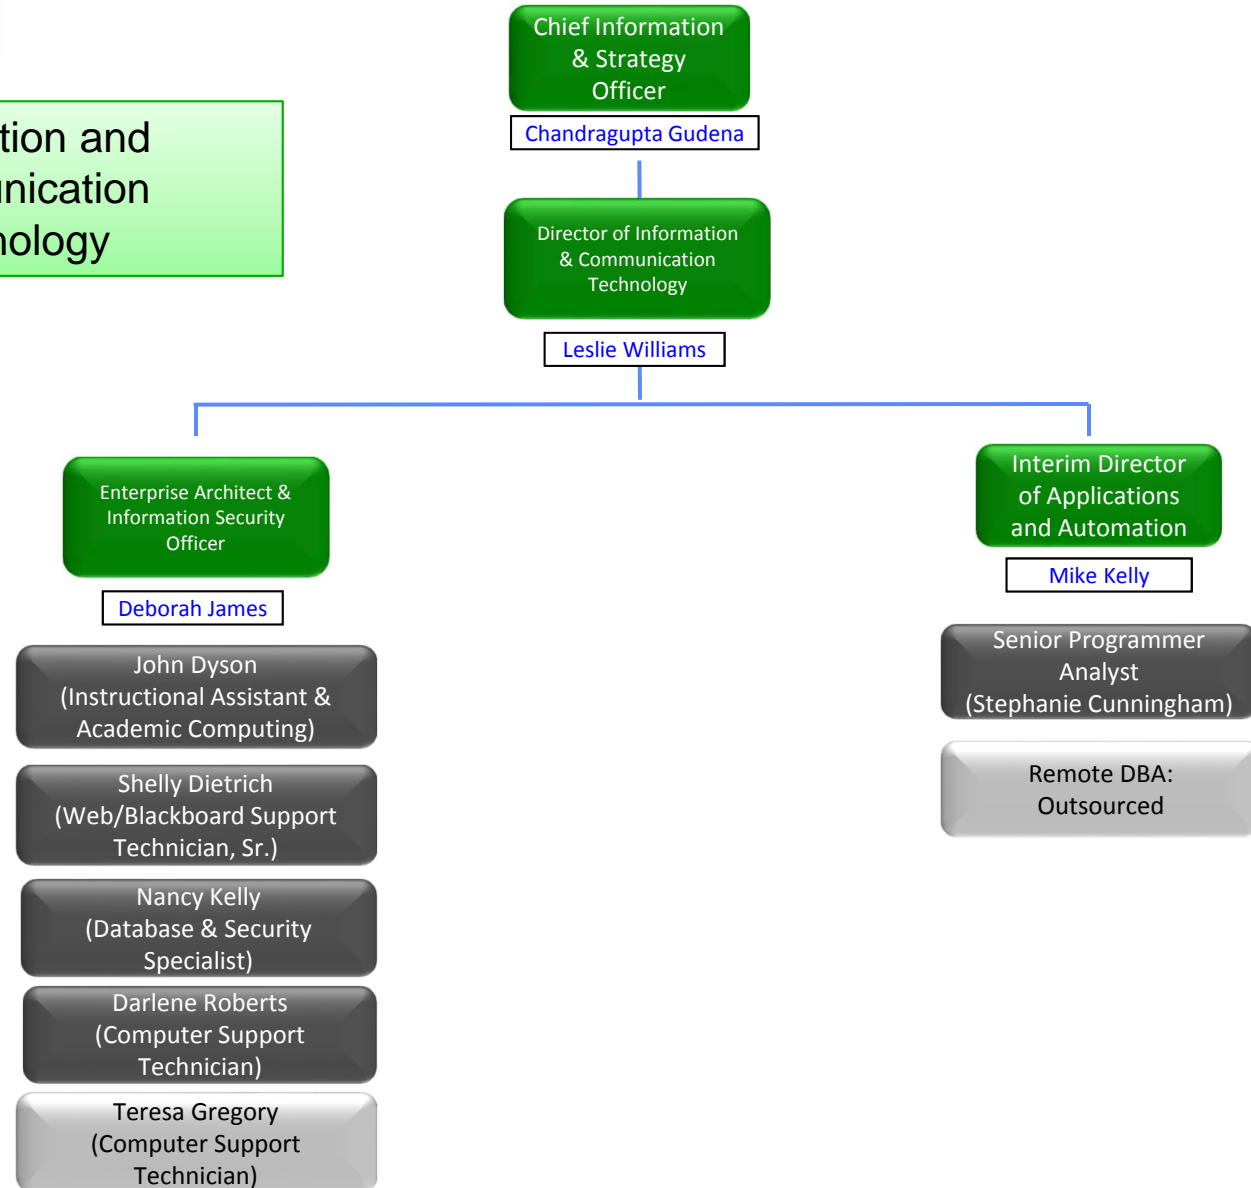 Chief Information
& Strategy
Officer
Chandragupta Gudena
tion and
unication
nology
Director of Information
& Communication
Technology
Leslie Williams
Enterprise Architect &
Information Security
Officer
Deborah James
John Dyson
(Instructional Assistant &
Academic Computing)
Shelly Dietrich
(Web/Blackboard Support
Technician, Sr.)
Nancy Kelly
(Database & Security
Specialist)
Darlene Roberts
(Computer Support
Technician)
Teresa Gregory
(Computer Support
Technician)
Interim Director
of Applications
and Automation
Mike Kelly
Senior Programmer
Analyst
(Stephanie Cunningham)
Remote DBA:
Outsourced